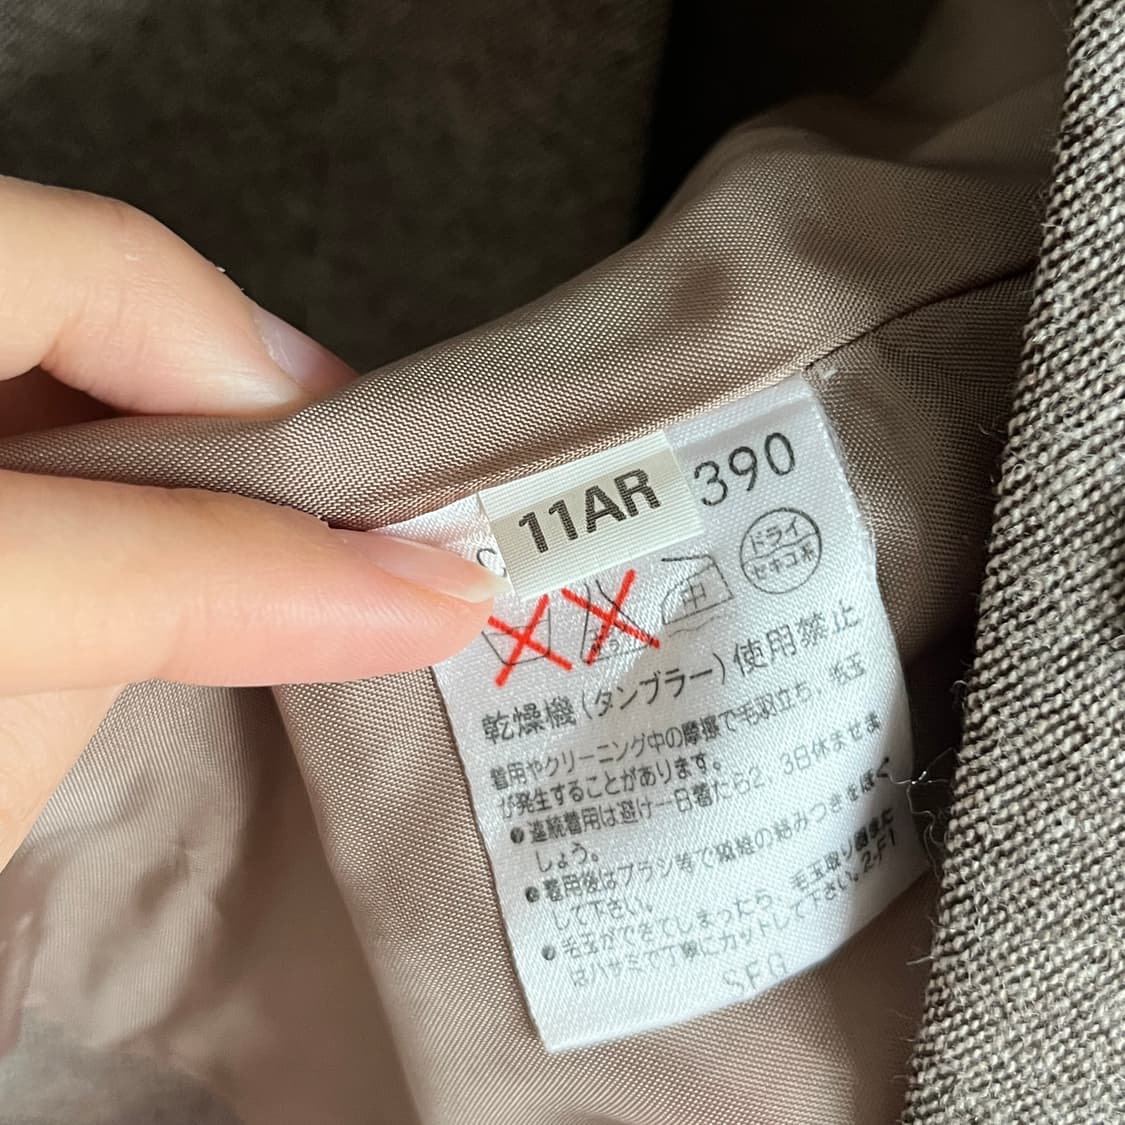 11AR 390
ドライ
セキユ系
中
乾燥機(タンブラー)使用禁止
着用やクリーニング中の摩擦で毛羽立ち、毛玉
が発生することがあります。
●連続着用は避け一日着たら2、3日休ませま
しょう。
●着用後はブラシ等で繊維の絡みつきをほぐ
して下さい。
●毛玉ができてしまったら、毛玉取り器また
はハサミで丁寧にカットして下さい。2-F1